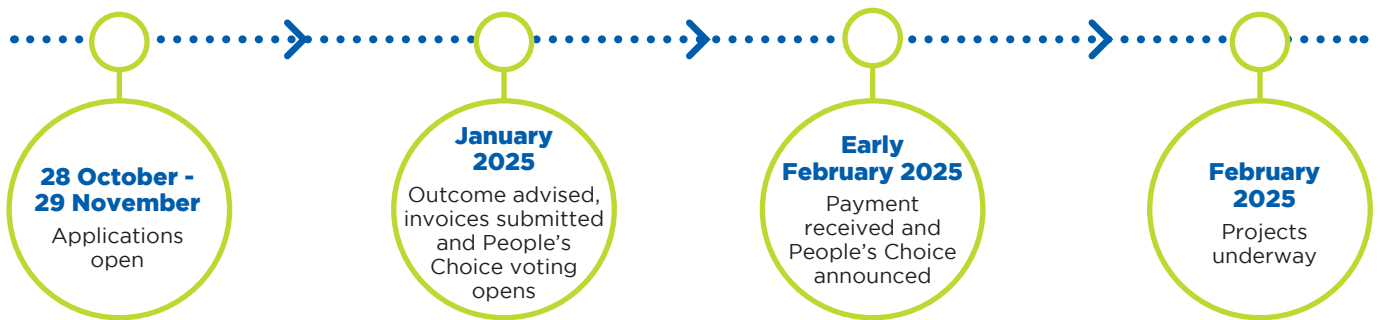 28 October -
29 November
Applications
open
January
2025
Outcome advised,
invoices submitted
and People's
Choice voting
opens
Early
February 2025
Payment
received and
People's Choice
announced
February
2025
Projects
underway